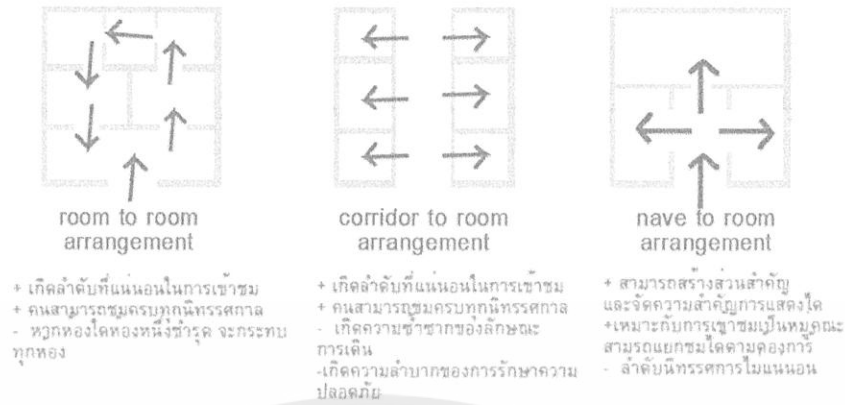 room to room
arrangement
+ เกิดลำดับที่แน่นอนในการเข้าชม
+ คนสามารถชมครบทุกนิทรรศกาล
- หากหองใดหองหนึ่งชำรุด จะกระทบ
ทุกหอง
corridor to room
arrangement
+ เกิดลำดับที่แน่นอนในการเข้าชม
+ คนสามารถชมครบทุกนิทรรศกาล
- เกิดความซ้ำซากของลักษณะ
การเดิน
-เกิดความลำบากของการรักษาความ
ปลอดภัย
nave to room
arrangement
+ สามารถสร้างส่วนสำคัญ
และจัดความสำคัญการแสดงได
+เหมาะกับการเขาชมเป็นหมูคณะ
สามรถแยกชมไดตามตองการ
- ลำดับนิทรรศการไมแนนอน